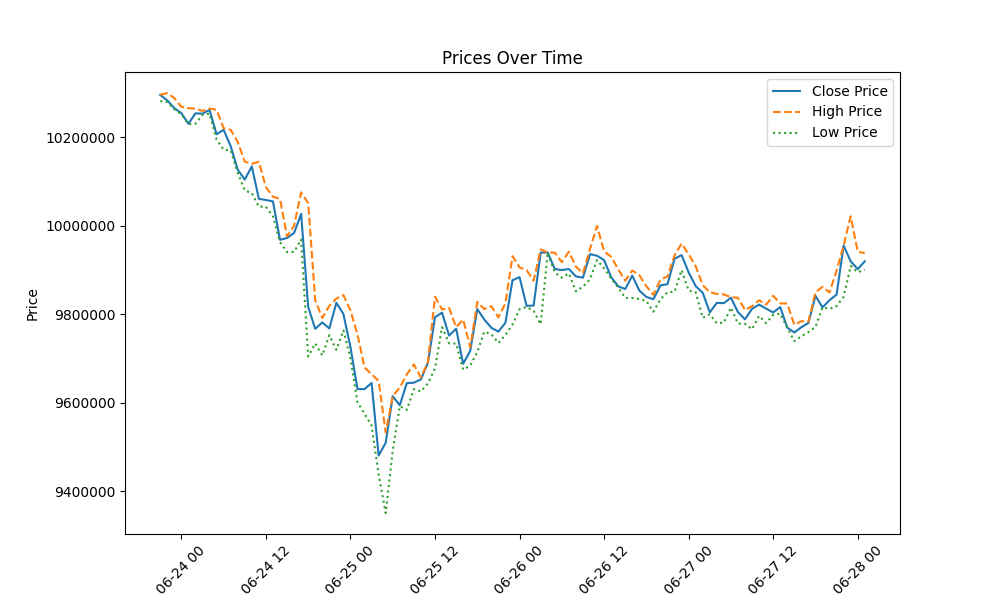 Prices Over Time
Close Price
High Price
Low Price
Price
10200000
10000000
9800000
9600000
9400000
06-24 00
06-24 12
06-25 00
06-25 12
06-26 00
06-26 12
06-27 00
06-27 12
06-28 00